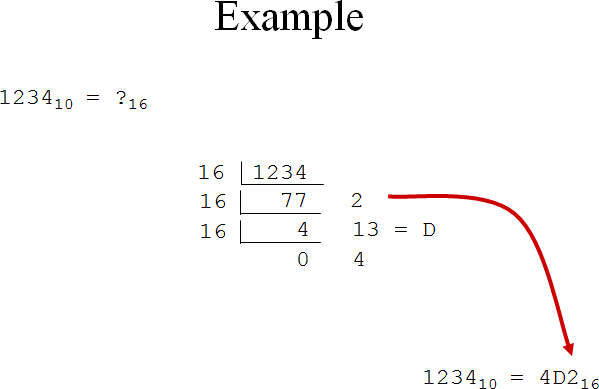 Example
1234₁₀ = ?₁₆
16 1234
16 77 2
16 4 13 = D
0 4
1234₁₀ = 4D2₁₆